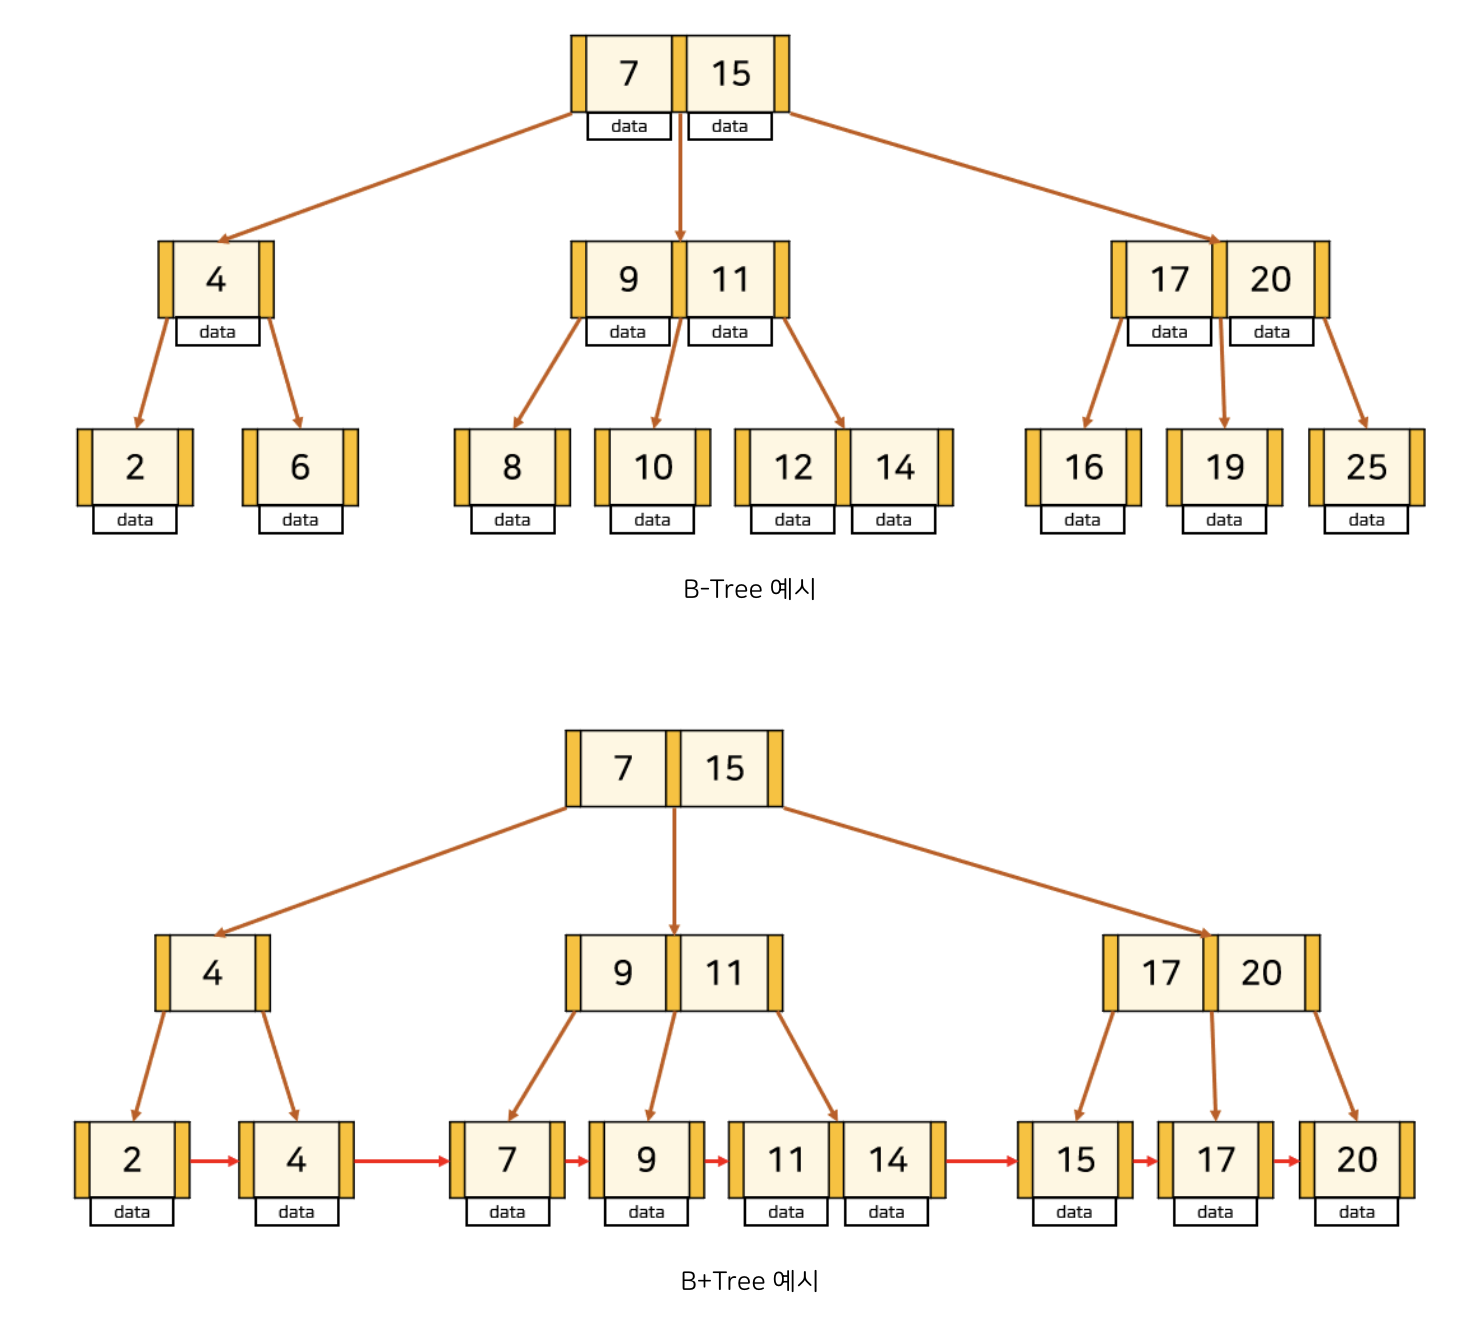 7 15
data data
4 9 11 17 20
data data data data data
2 6 8 10 12 14 16 19 25
data data data data data data data data data
B-Tree 예시
7 15
4 9 11 17 20
2 4 7 9 11 14 15 17 20
data data data data data data data data data
B+Tree 예시